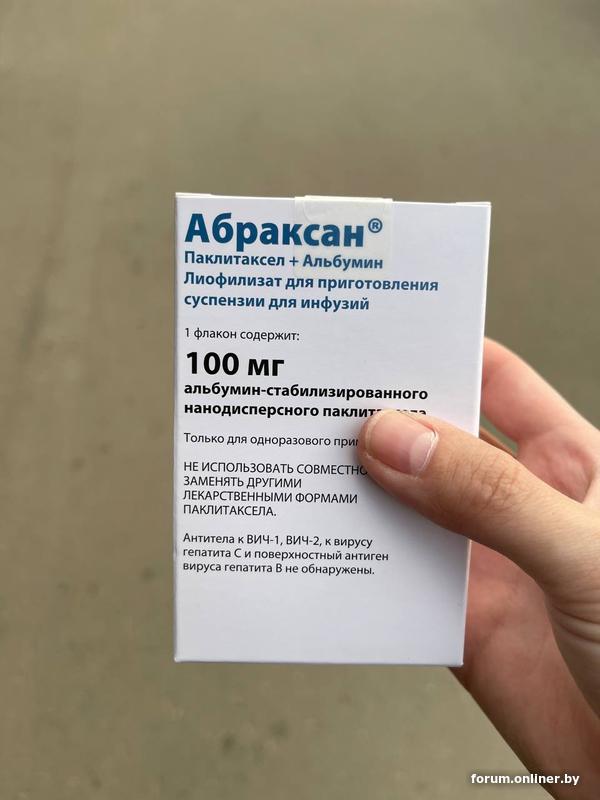 Абраксан®
Паклитаксел + Альбумин
Лиофилизат для приготовления
суспензии для инфузий
1 флакон содержит:
100 мг
альбумин-стабилизированного
нанодисперсного
Только для одноразового
НЕ ИСПОЛЬЗОВАТЬ СОВМЕСТНО
ЗАМЕНЯТЬ ДРУГИМИ
ЛЕКАРСТВЕННЫМИ ФОРМАМИ
ПАКЛИТАКСЕЛА.
Антитела к ВИЧ-1, ВИЧ-2, к вирусу
гепатита С и поверхностный антиген
вируса гепатита В не обнаружены.
forum.onliner.by